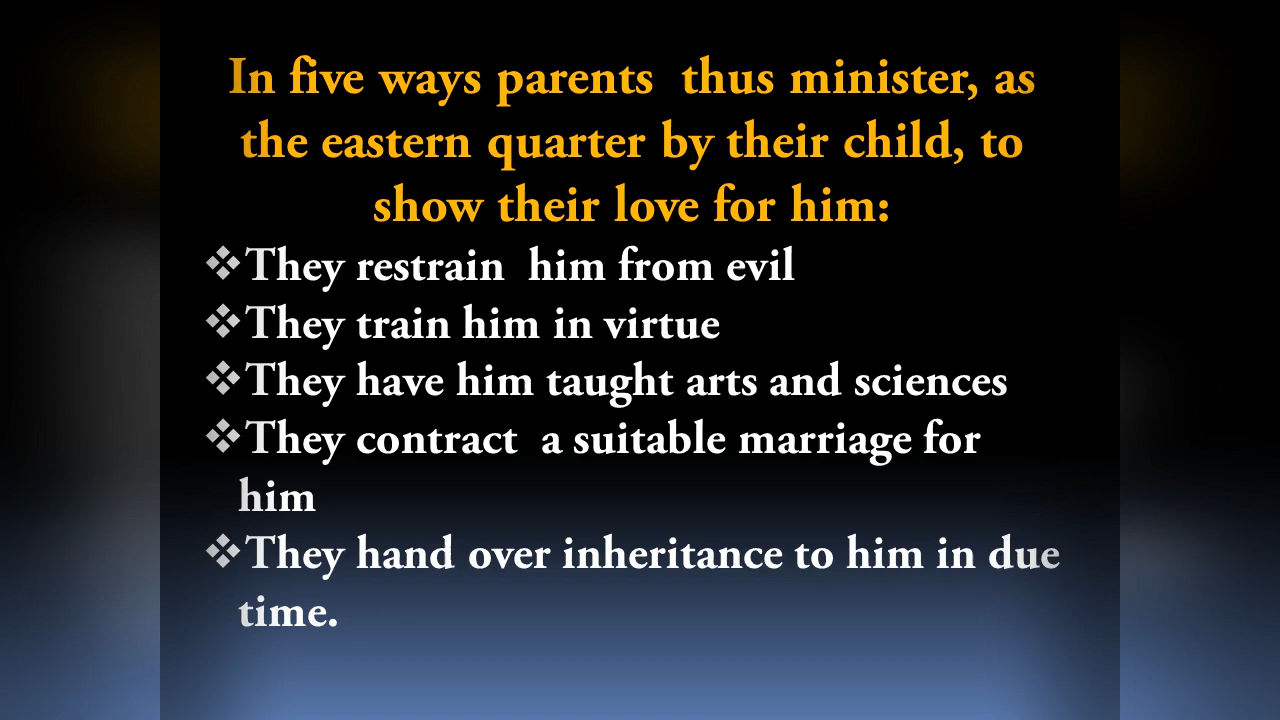 In five ways parents  thus minister, as
the eastern quarter by their child, to
show their love for him:
❖They restrain  him from evil
❖They train him in virtue
❖They have him taught arts and sciences
❖They contract  a suitable marriage for
him
❖They hand over inheritance to him in due
time.